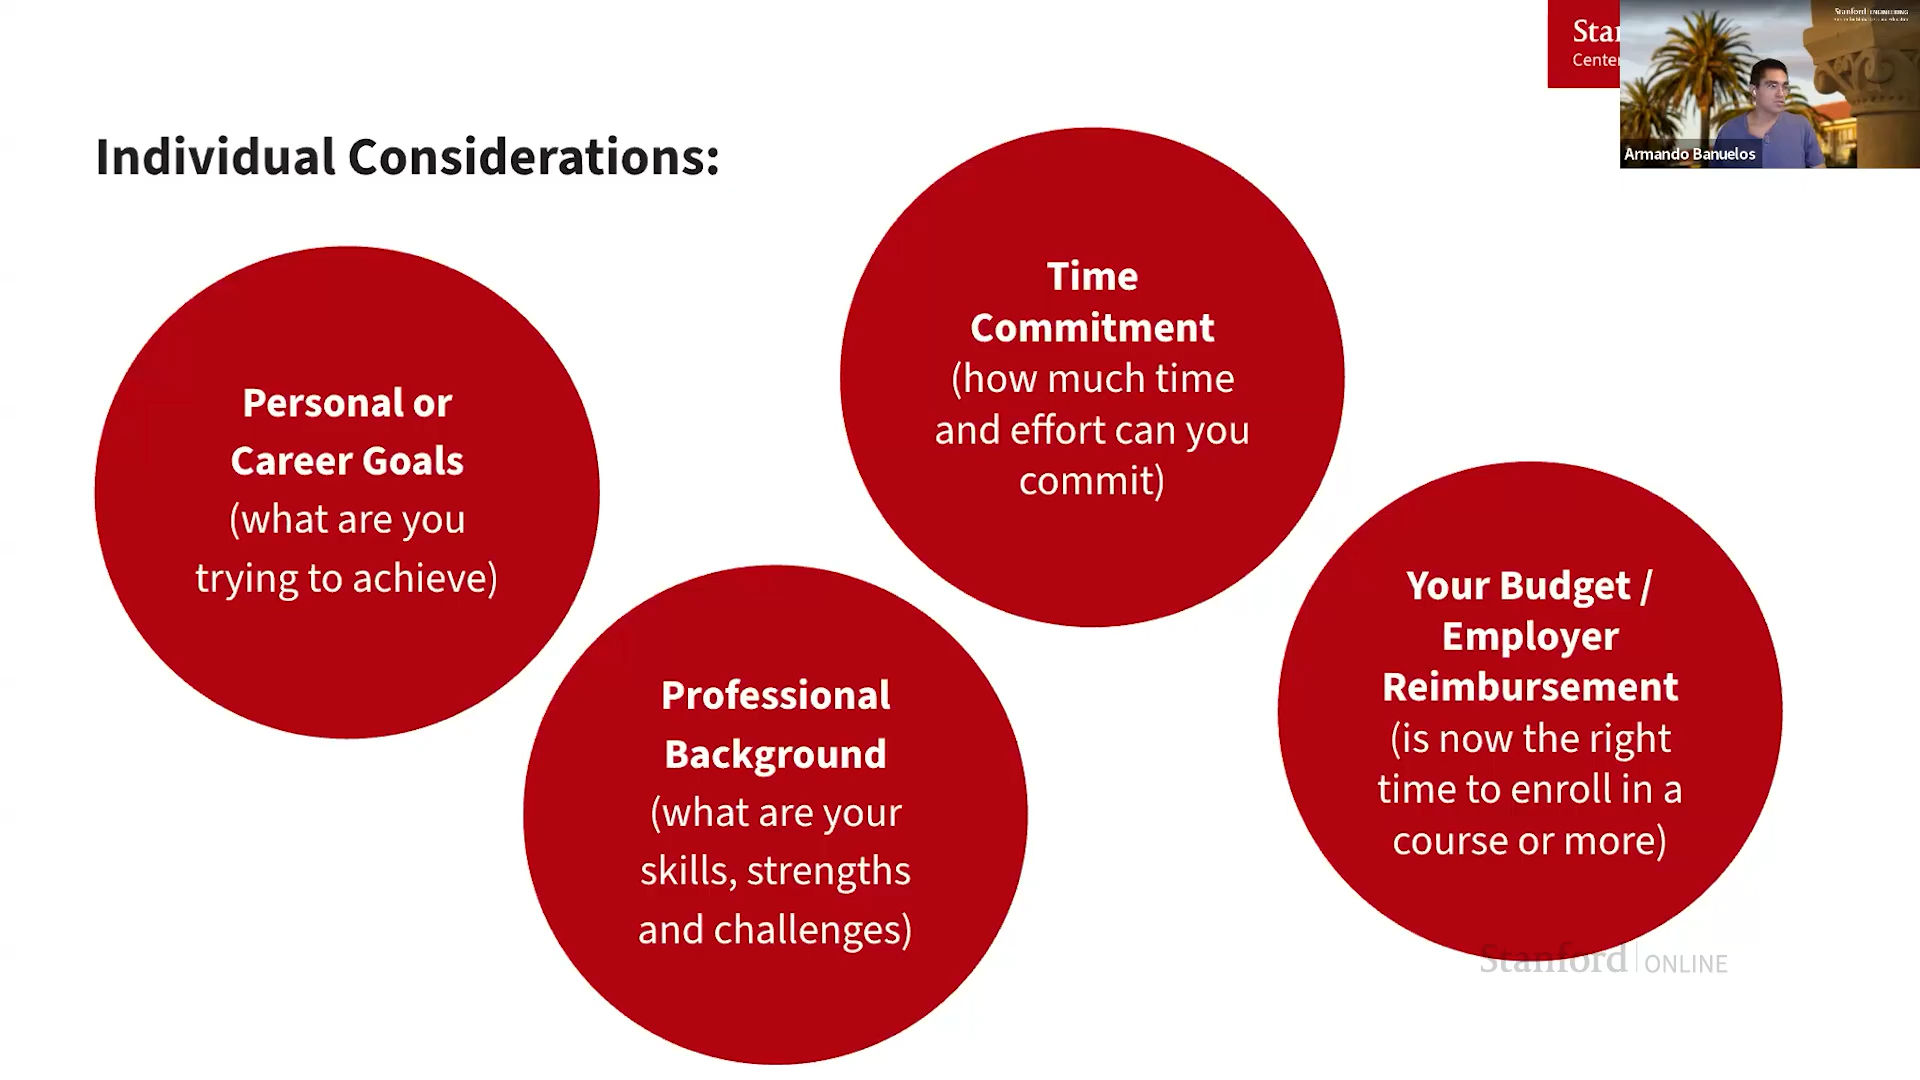 Individual Considerations:
Personal or
Career Goals
(what are you
trying to achieve)
Professional
Background
(what are your
skills, strengths
and challenges)
Time
Commitment
(how much time
and effort can you
commit)
Your Budget /
Employer
Reimbursement
(is now the right
time to enroll in a
course or more)
Stanford ONLINE
Armando Banuelos
Stanford ENGINEERING